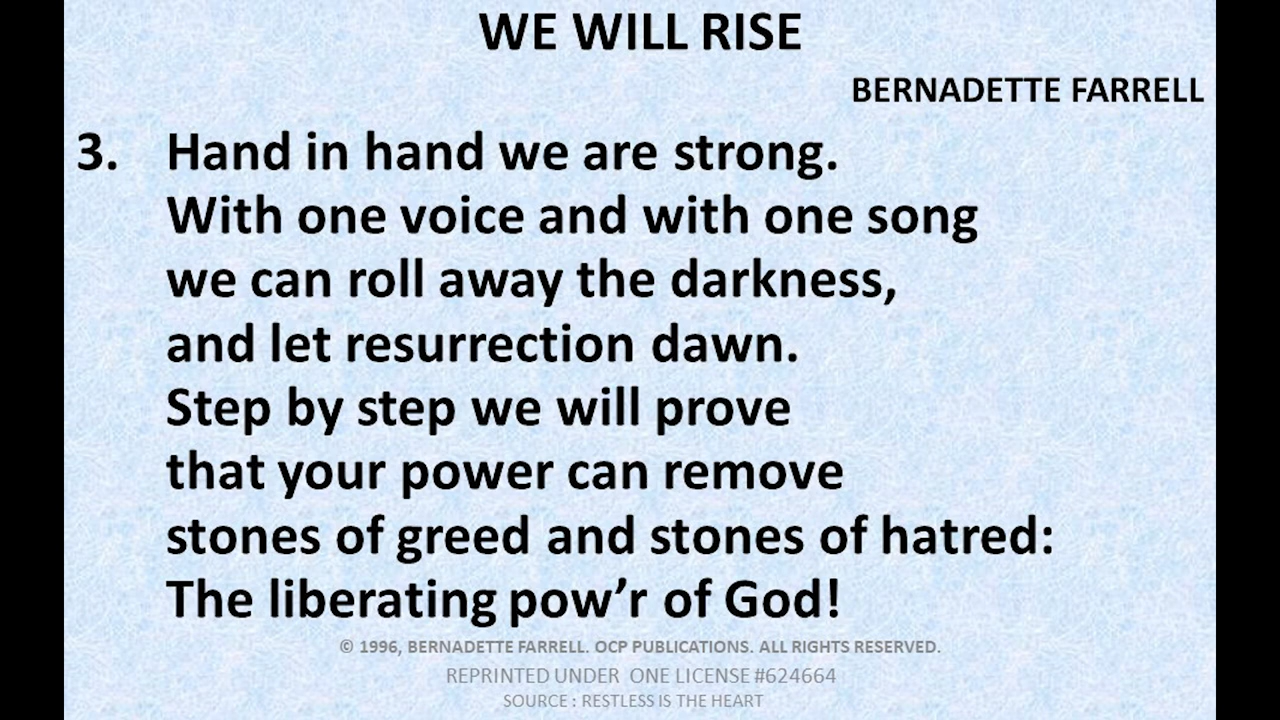 WE WILL RISE
BERNADETTE FARRELL
3. Hand in hand we are strong.
With one voice and with one song
we can roll away the darkness,
and let resurrection dawn.
Step by step we will prove
that your power can remove
stones of greed and stones of hatred:
The liberating pow’r of God!
© 1996, BERNADETTE FARRELL. OCP PUBLICATIONS. ALL RIGHTS RESERVED.
REPRINTED UNDER ONE LICENSE #624664
SOURCE : RESTLESS IS THE HEART